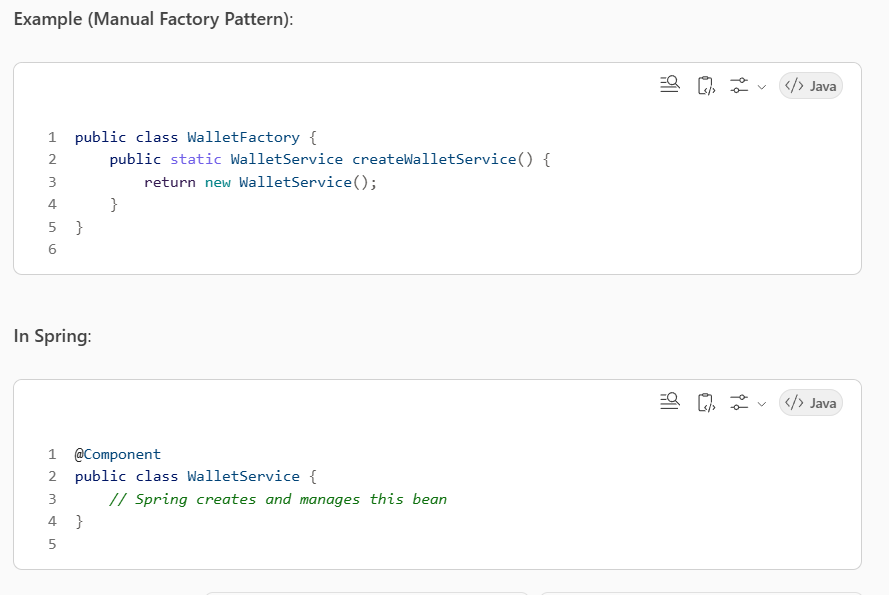 Example (Manual Factory Pattern):
</> Java
1 public class WalletFactory {
2     public static WalletService createWalletService() {
3         return new WalletService();
4     }
5 }
6
In Spring:
</> Java
1 @Component
2 public class WalletService {
3     // Spring creates and manages this bean
4 }
5